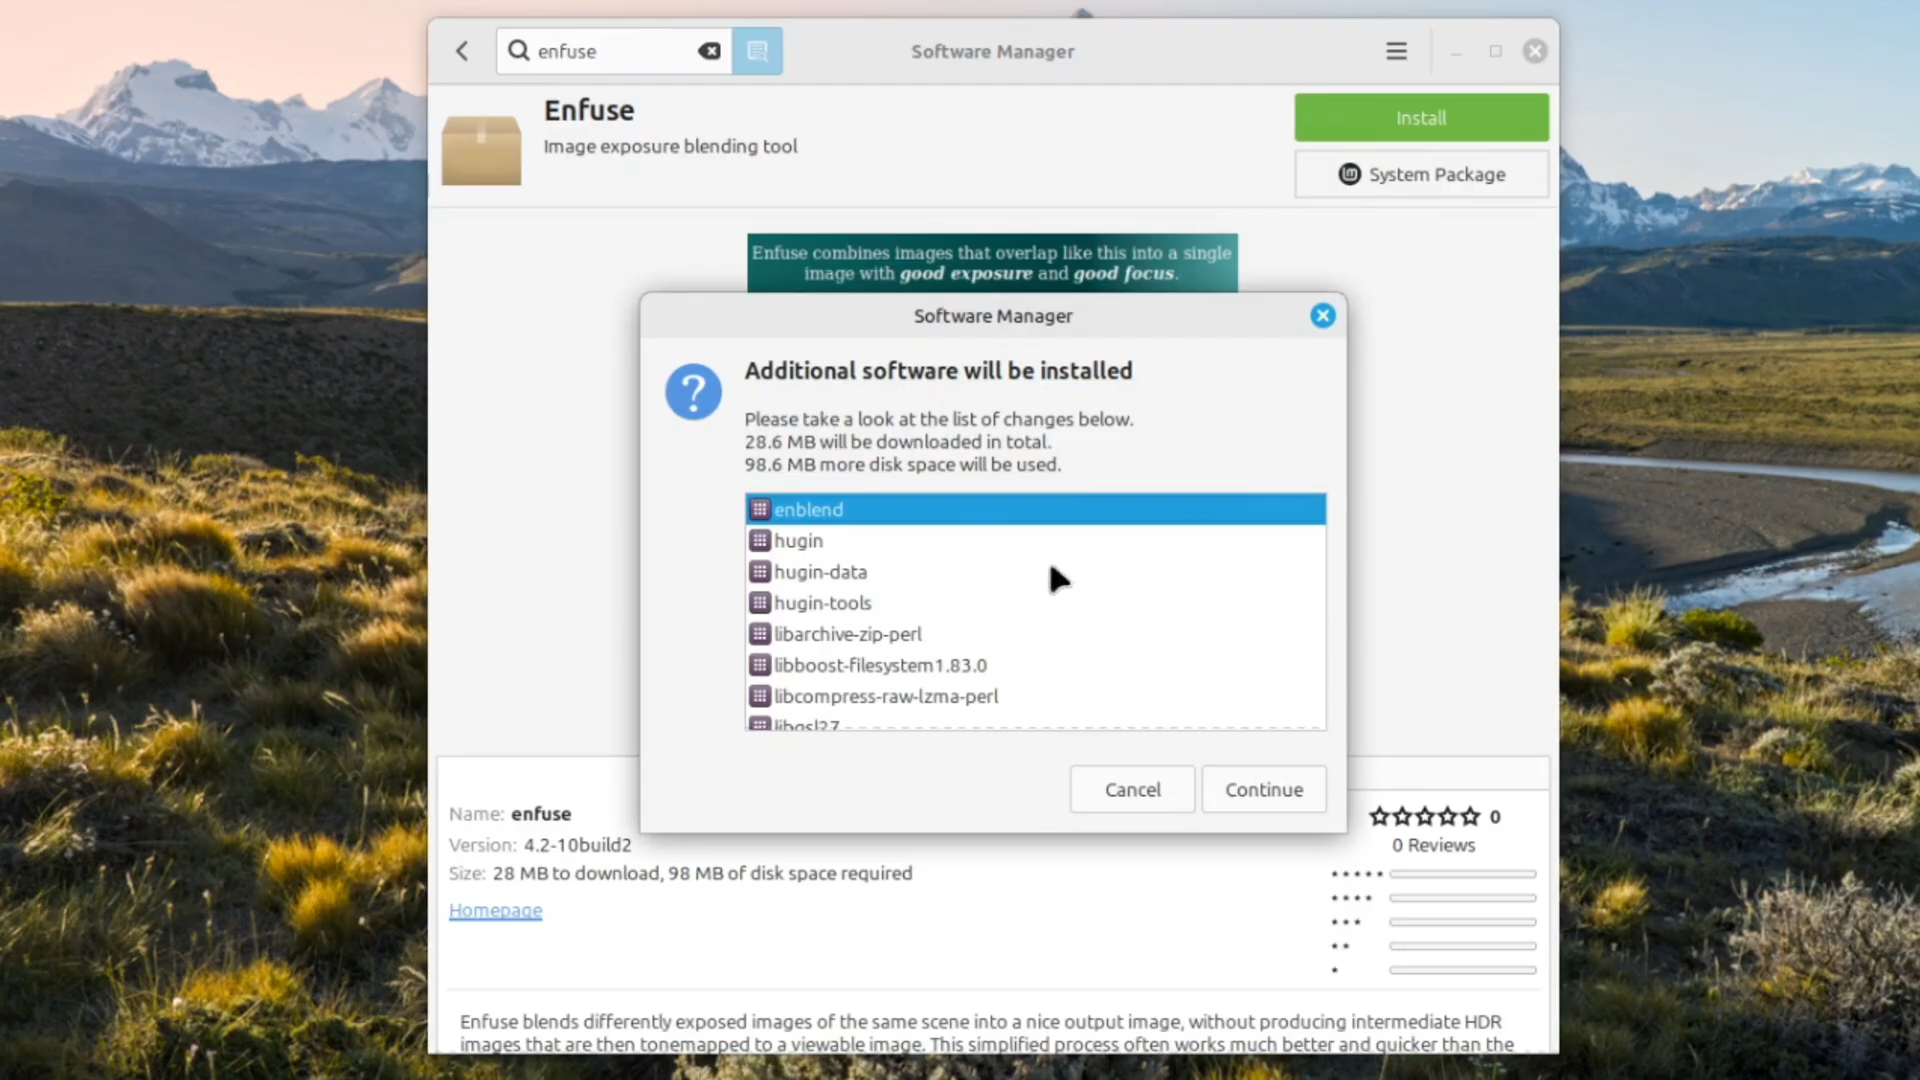 enfuse
Software Manager
Enfuse
Image exposure blending tool
Install
System Package
Enfuse combines images that overlap like this into a single
image with good exposure and good focus.
Software Manager
Additional software will be installed
Please take a look at the list of changes below.
28.6 MB will be downloaded in total.
98.6 MB more disk space will be used.
enblend
hugin
hugin-data
hugin-tools
libarchive-zip-perl
libboost-filesystem1.83.0
libcompress-raw-lzma-perl
libgsl27
Cancel
Continue
Name: enfuse
Version: 4.2-10build2
Size: 28 MB to download, 98 MB of disk space required
Homepage
0
0 Reviews
Enfuse blends differently exposed images of the same scene into a nice output image, without producing intermediate HDR
images that are then tonemapped to a viewable image. This simplified process often works much better and quicker than the